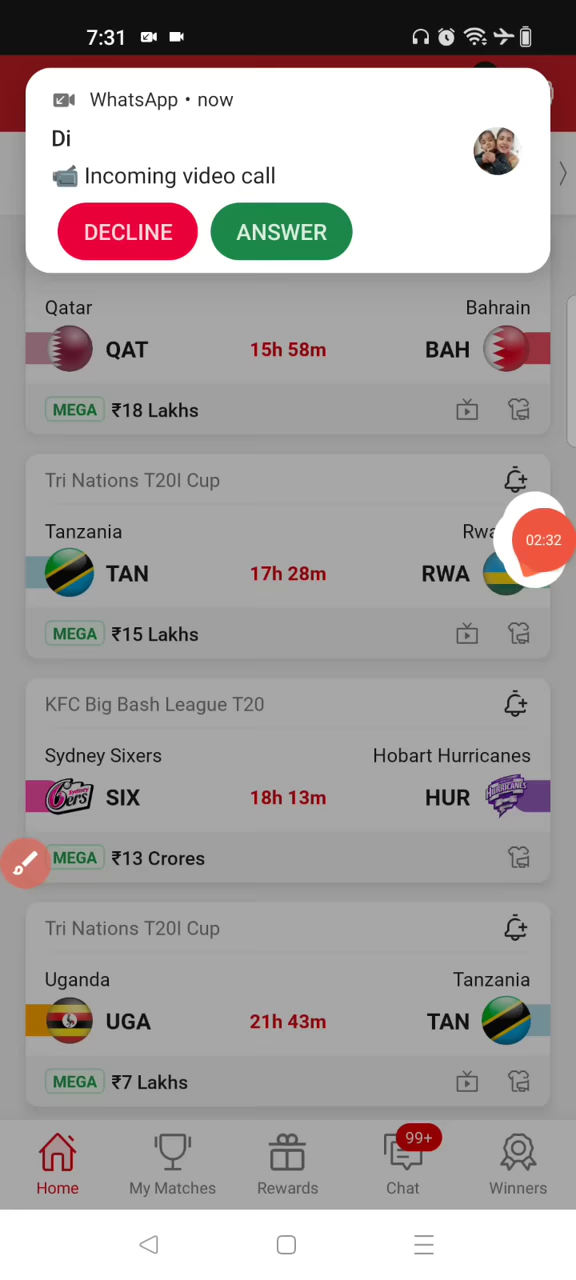 7:31
WhatsApp • now
Di
📹 Incoming video call
DECLINE ANSWER
Qatar Bahrain
QAT 15h 58m BAH
MEGA ₹18 Lakhs
Tri Nations T20I Cup
Tanzania Rwa
TAN 17h 28m RWA
02:32
MEGA ₹15 Lakhs
KFC Big Bash League T20
Sydney Sixers Hobart Hurricanes
SIX 18h 13m HUR
MEGA ₹13 Crores
Tri Nations T20I Cup
Uganda Tanzania
UGA 21h 43m TAN
MEGA ₹7 Lakhs
99+
Home My Matches Rewards Chat Winners